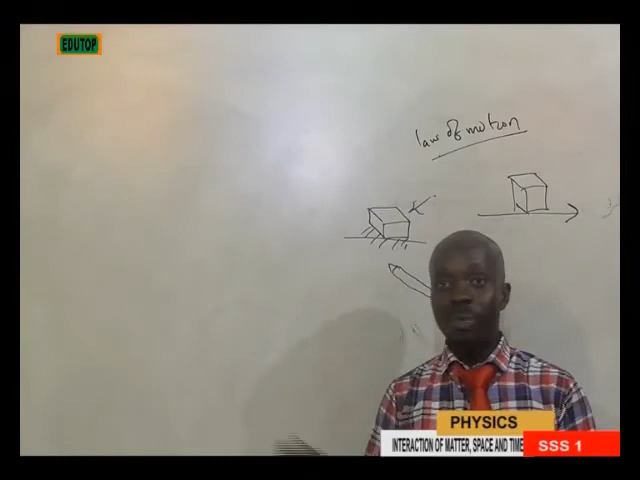 EDUTOP
law of motion
PHYSICS
INTERACTION OF MATTER, SPACE AND TIME
SSS 1